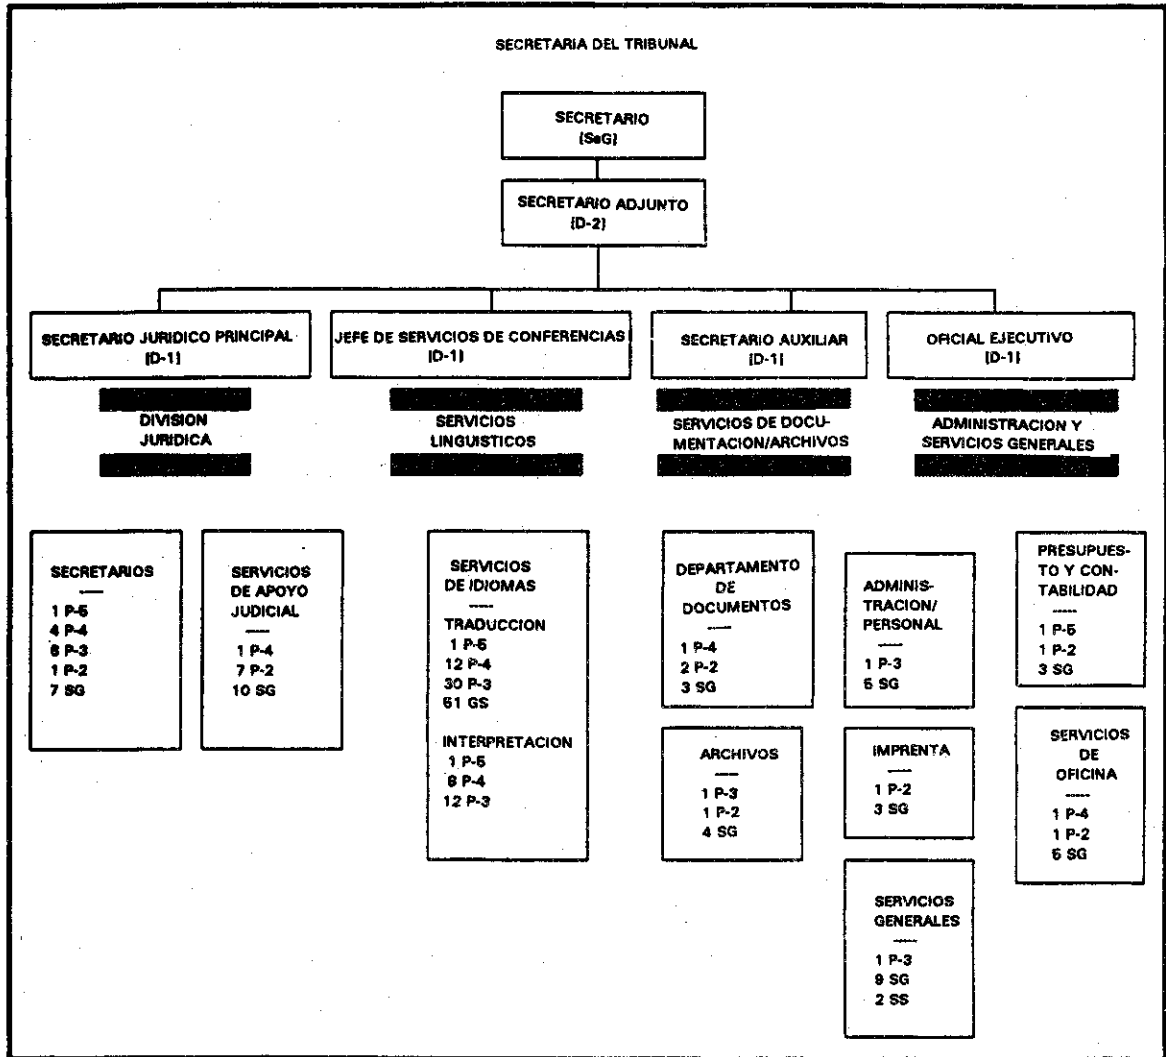 SECRETARIA DEL TRIBUNAL
SECRETARIO
(SeG)
SECRETARIO ADJUNTO
(D-2)
SECRETARIO JURIDICO PRINCIPAL
(D-1)
JEFE DE SERVICIOS DE CONFERENCIAS
(D-1)
SECRETARIO AUXILIAR
(D-1)
OFICIAL EJECUTIVO
(D-1)
DIVISION
JURIDICA
SERVICIOS
LINGUISTICOS
SERVICIOS DE DOCU-
MENTACION/ARCHIVOS
ADMINISTRACION Y
SERVICIOS GENERALES
SECRETARIOS
----
1 P-5
4 P-4
6 P-3
1 P-2
7 SG
SERVICIOS
DE APOYO
JUDICIAL
----
1 P-4
7 P-2
10 SG
SERVICIOS
DE IDIOMAS
----
TRADUCCION
1 P-5
12 P-4
30 P-3
51 GS
INTERPRETACION
1 P-5
6 P-4
12 P-3
DEPARTAMENTO
DE
DOCUMENTOS
----
1 P-4
2 P-2
3 SG
ARCHIVOS
----
1 P-3
1 P-2
4 SG
ADMINIS-
TRACION/
PERSONAL
----
1 P-3
5 SG
IMPRENTA
----
1 P-2
3 SG
SERVICIOS
GENERALES
----
1 P-3
9 SG
2 SS
PRESUPUES-
TO Y CON-
TABILIDAD
-----
1 P-5
1 P-2
3 SG
SERVICIOS
DE
OFICINA
-----
1 P-4
1 P-2
5 SG